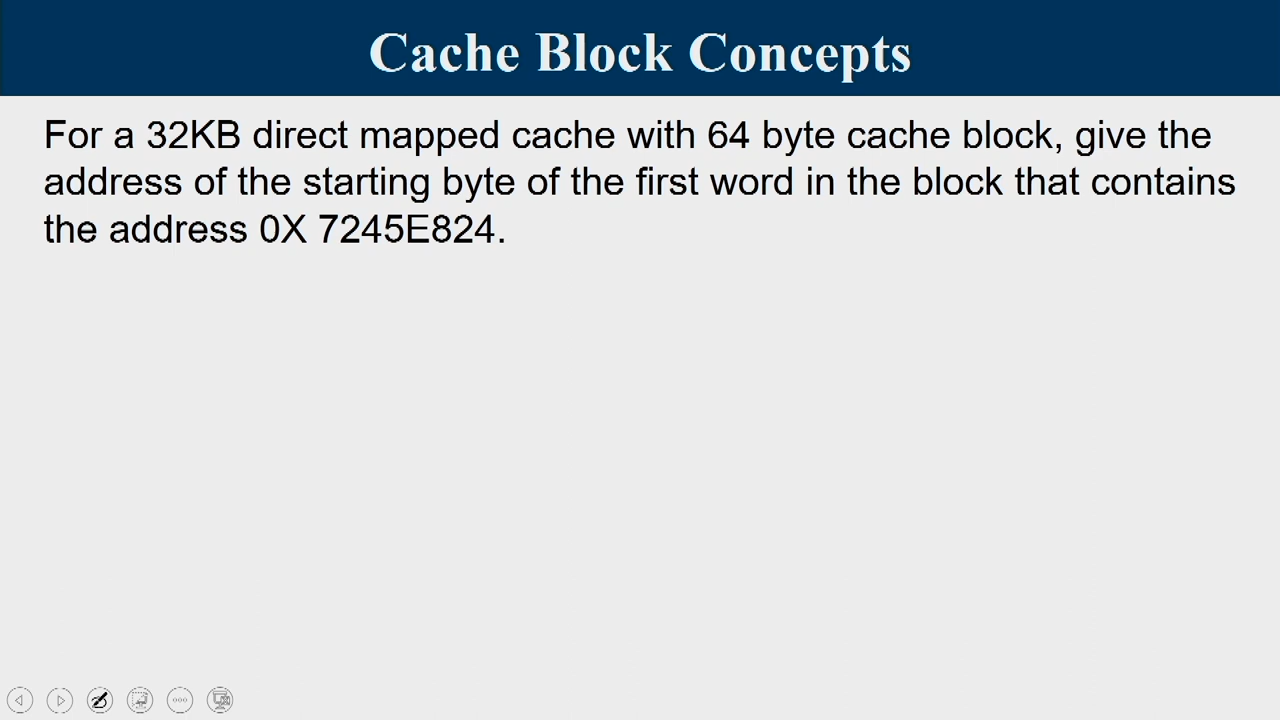 Cache Block Concepts
For a 32KB direct mapped cache with 64 byte cache block, give the
address of the starting byte of the first word in the block that contains
the address 0X 7245E824.